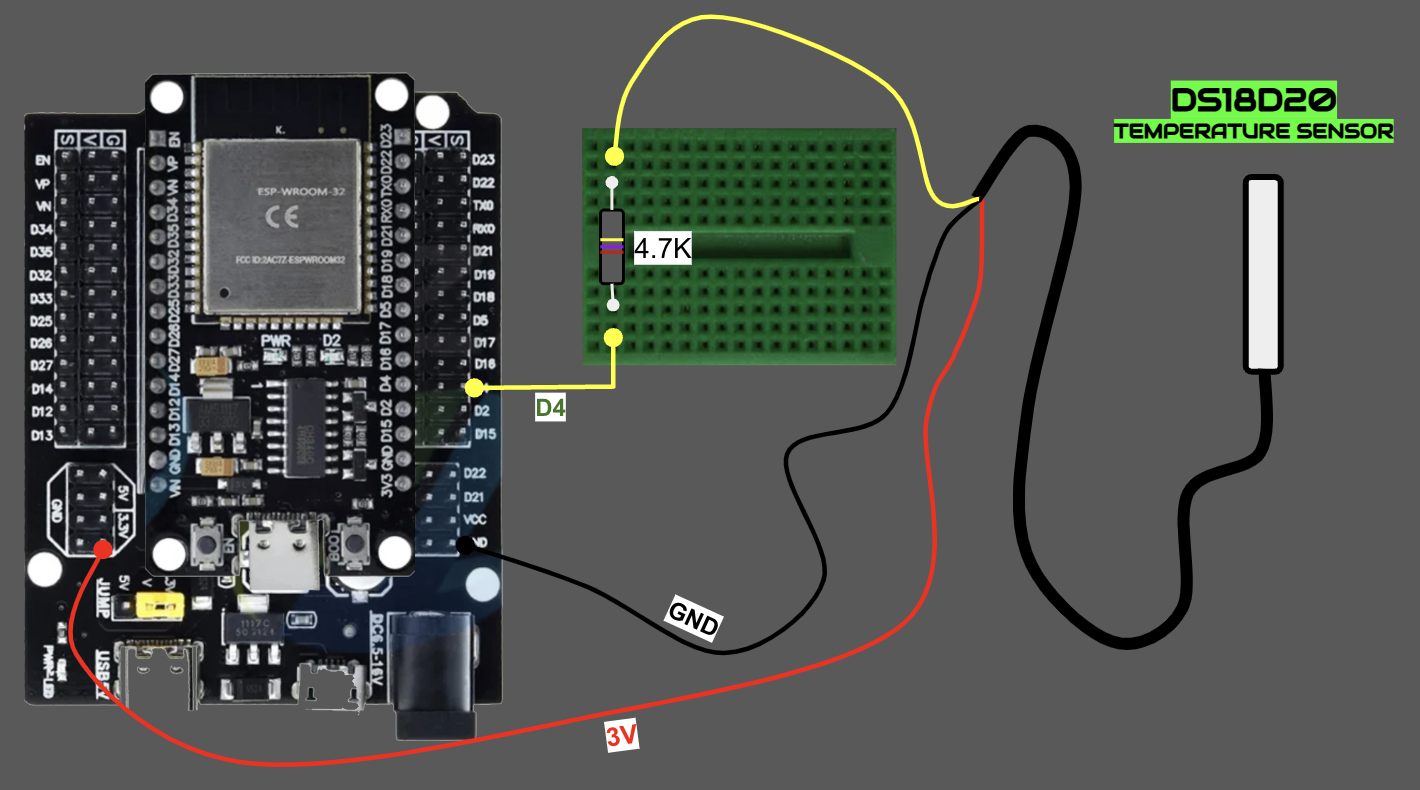 DS18D20
TEMPERATURE SENSOR
K.
ESP-WROOM-32
CE
FCC ID:2AC7Z-ESPWROOM32
PWR
D2
S
V
G
EN
VP
VN
D34
D35
D32
D33
D25
D26
D27
D14
D12
D13
EN
VP
VN
D34
D35
D32
D33
D25
D26
D27
D14
D12
D13
GND
VIN
D23
D22
TX0
RX0
D21
D19
D18
D5
D17
D16
D4
D2
D15
GND
3V3
V
S
D23
D22
TX0
RX0
D21
D19
D18
D5
D17
D16
D2
D15
D22
D21
VCC
GND
5V
3.3V
EN
BOO
JUMP
5V
V
3V
1117C
DC6.5-16V
4.7K
D4
GND
3V